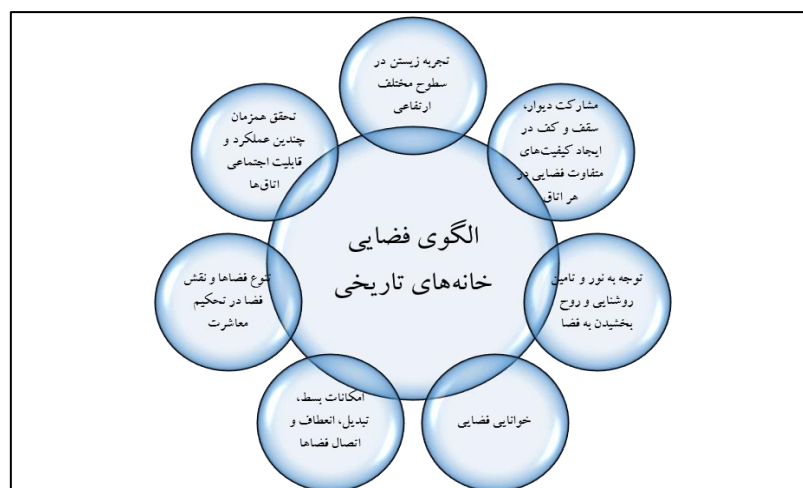 تجربه زیستن در
سطوح مختلف
ارتفاعی
مشارکت دیوار،
سقف و کف در
ایجاد کیفیت‌های
متفاوت فضایی در
هر اتاق
توجه به نور و تامین
روشنایی و روح
بخشیدن به فضا
خوانایی فضایی
امکانات بسط،
تبدیل، انعطاف و
اتصال فضاها
تنوع فضاها و نقش
فضا در تحکیم
معاشرت
تحقق همزمان
چندین عملکرد و
قابلیت اجتماعی
اتاق‌ها
الگوی فضایی
خانه‌های تاریخی